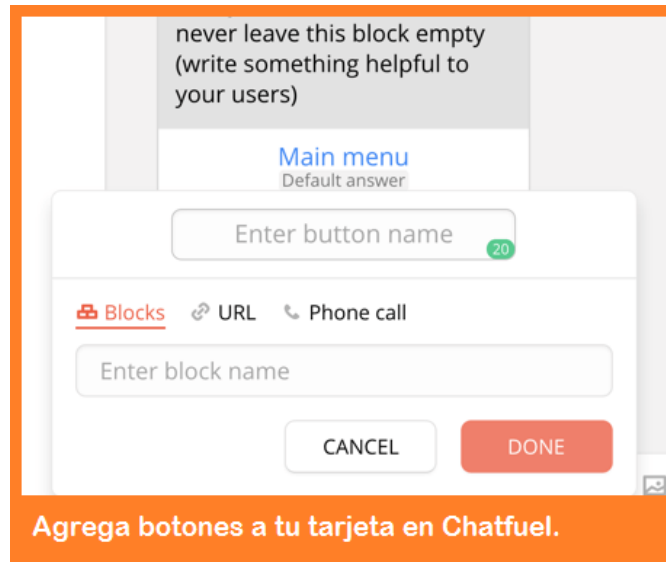 never leave this block empty
(write something helpful to
your users)
Main menu
Default answer
Enter button name
20
Blocks
URL
Phone call
Enter block name
CANCEL
DONE
Agrega botones a tu tarjeta en Chatfuel.